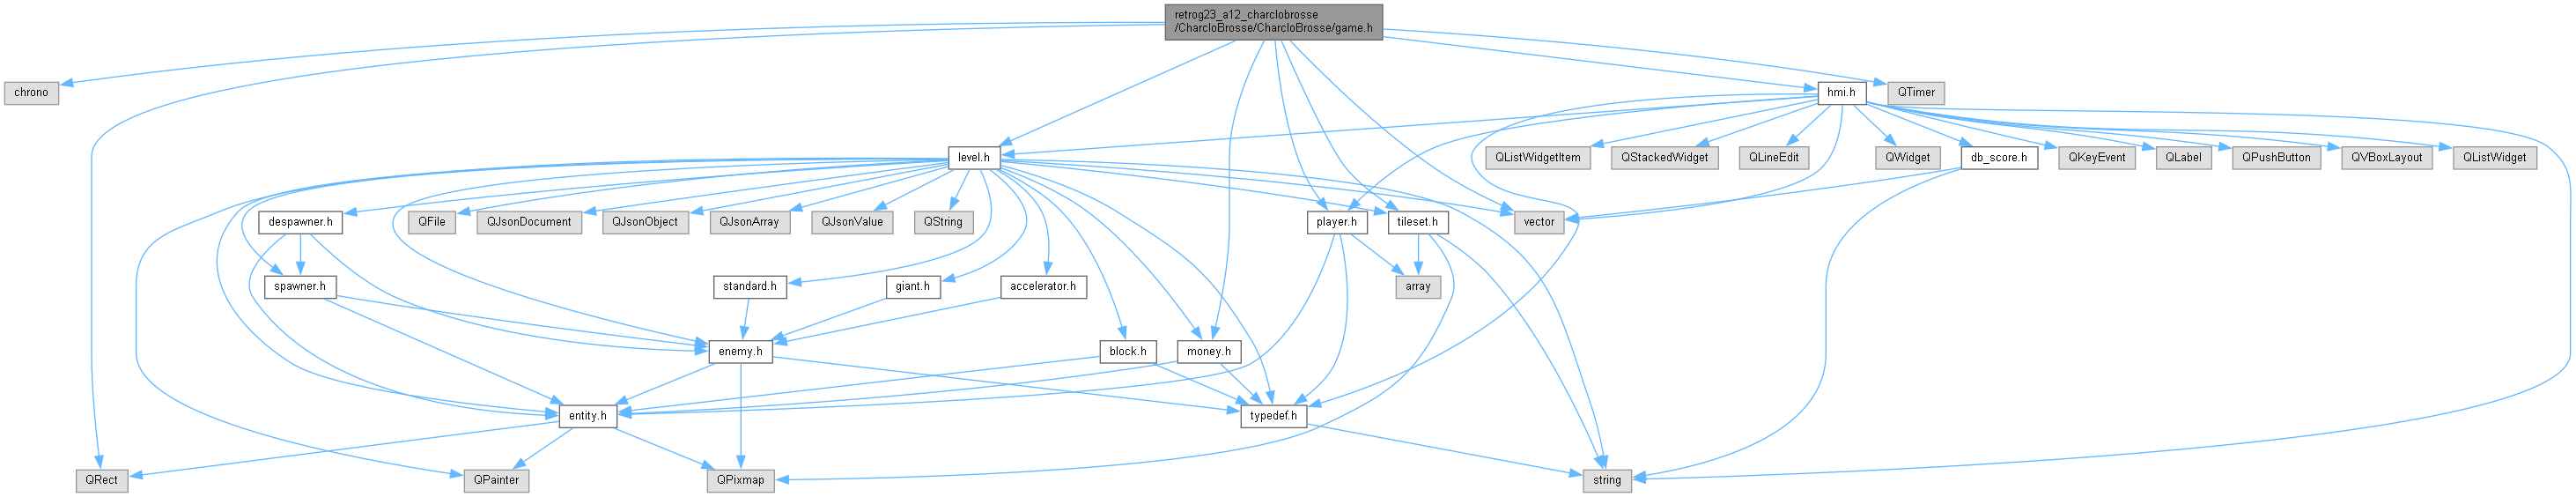 retrog23_a12_charclobrosse
/CharcloBrosse/CharcloBrosse/game.h
chrono
hmi.h
QTimer
level.h
QListWidgetItem
QStackedWidget
QLineEdit
QWidget
db_score.h
QKeyEvent
QLabel
QPushButton
QVBoxLayout
QListWidget
despawner.h
QFile
QJsonDocument
QJsonObject
QJsonArray
QJsonValue
QString
player.h
tileset.h
vector
spawner.h
standard.h
giant.h
accelerator.h
array
enemy.h
block.h
money.h
entity.h
typedef.h
QRect
QPainter
QPixmap
string